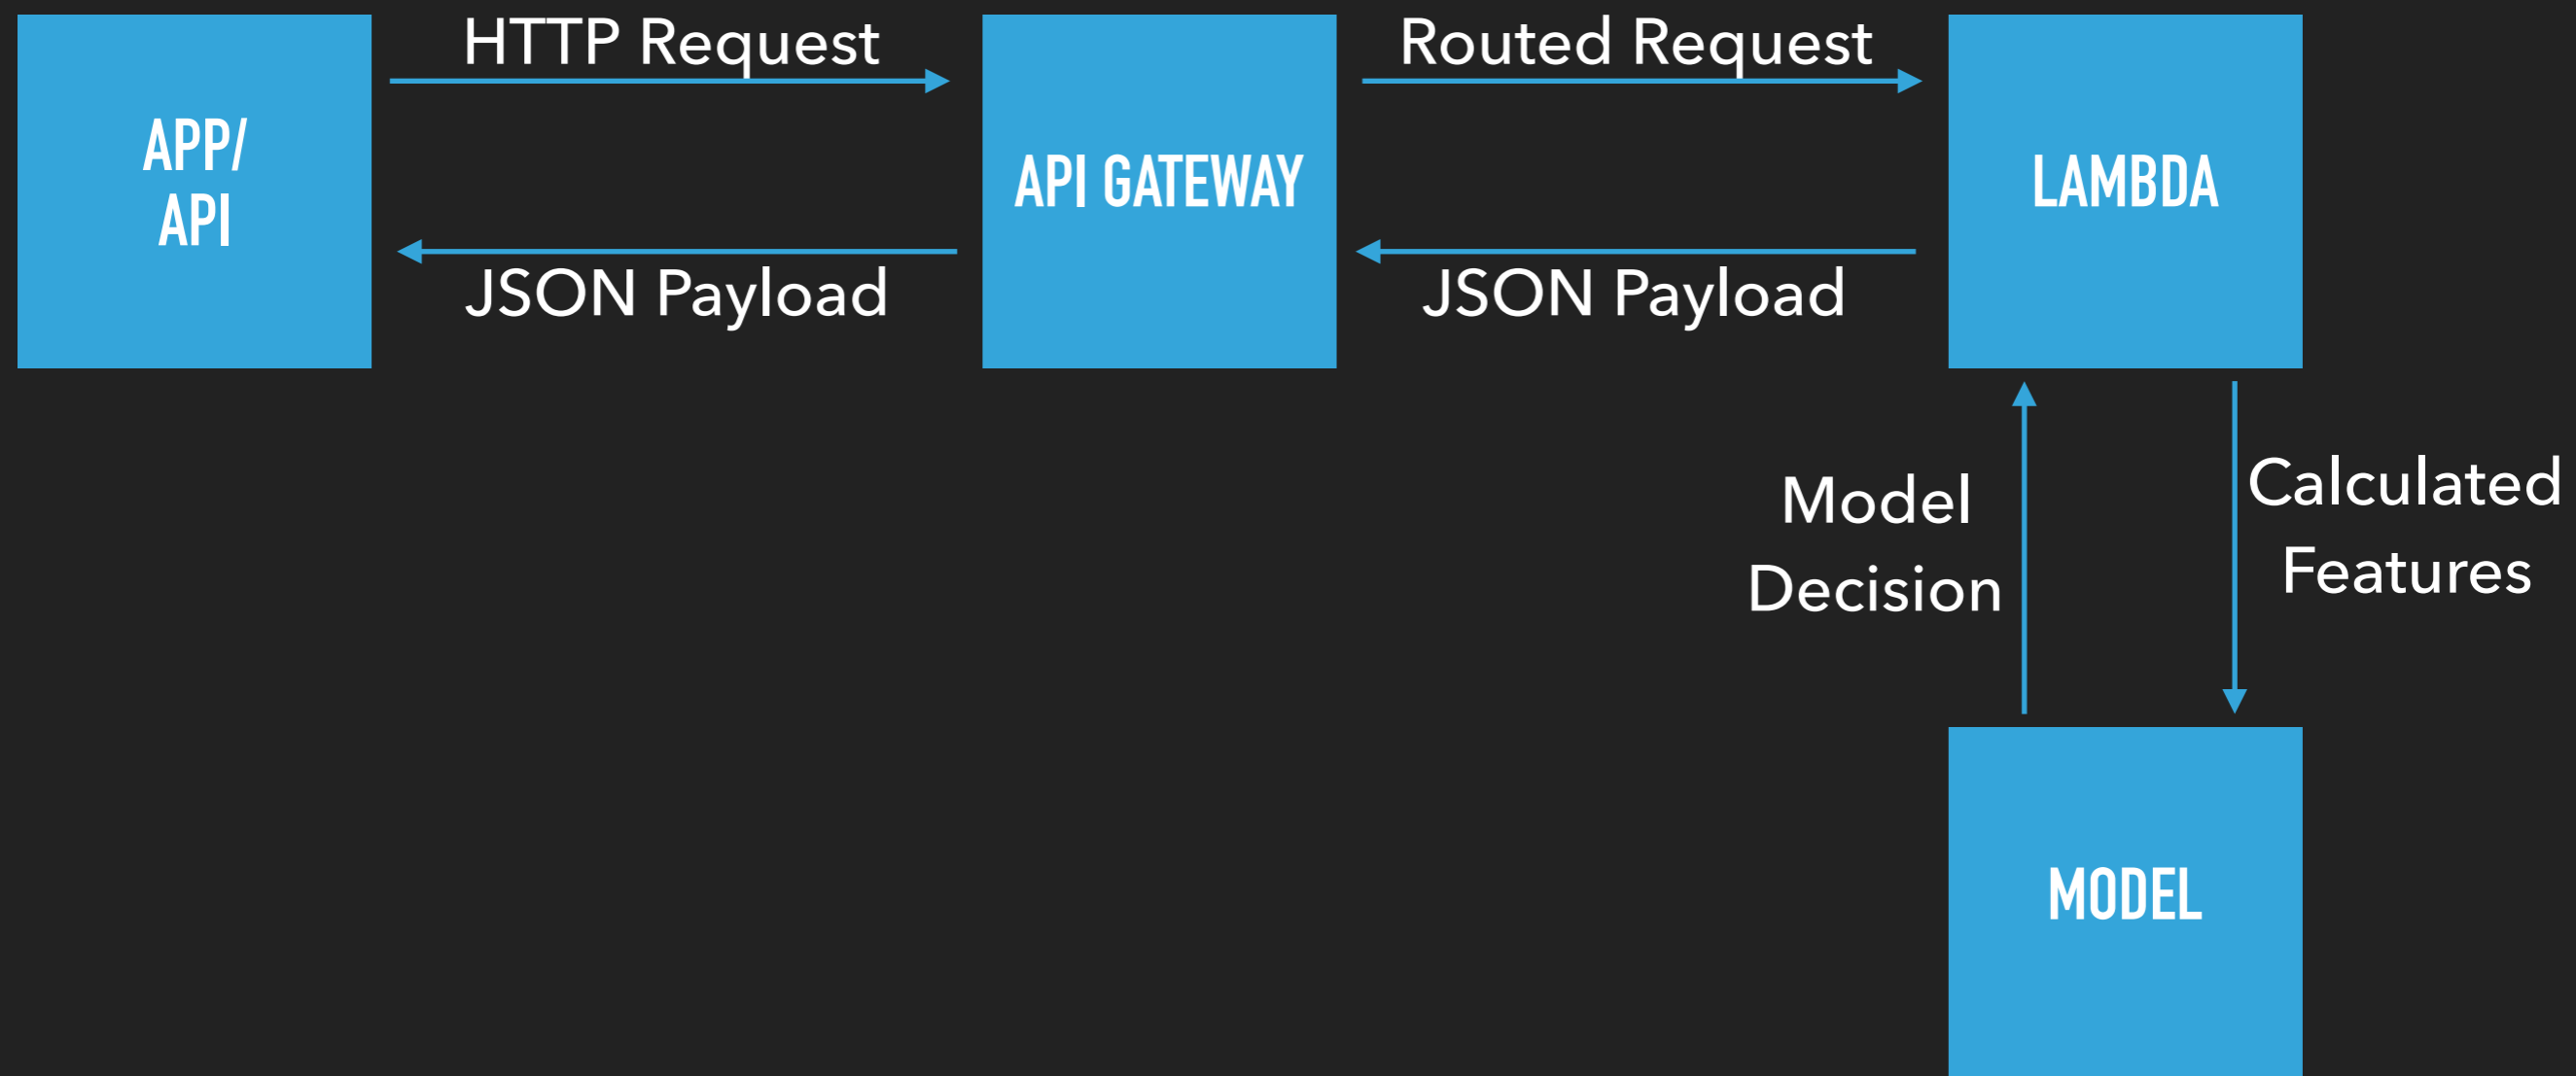 APP/
API
HTTP Request
JSON Payload
API GATEWAY
Routed Request
JSON Payload
LAMBDA
Model
Decision
Calculated
Features
MODEL